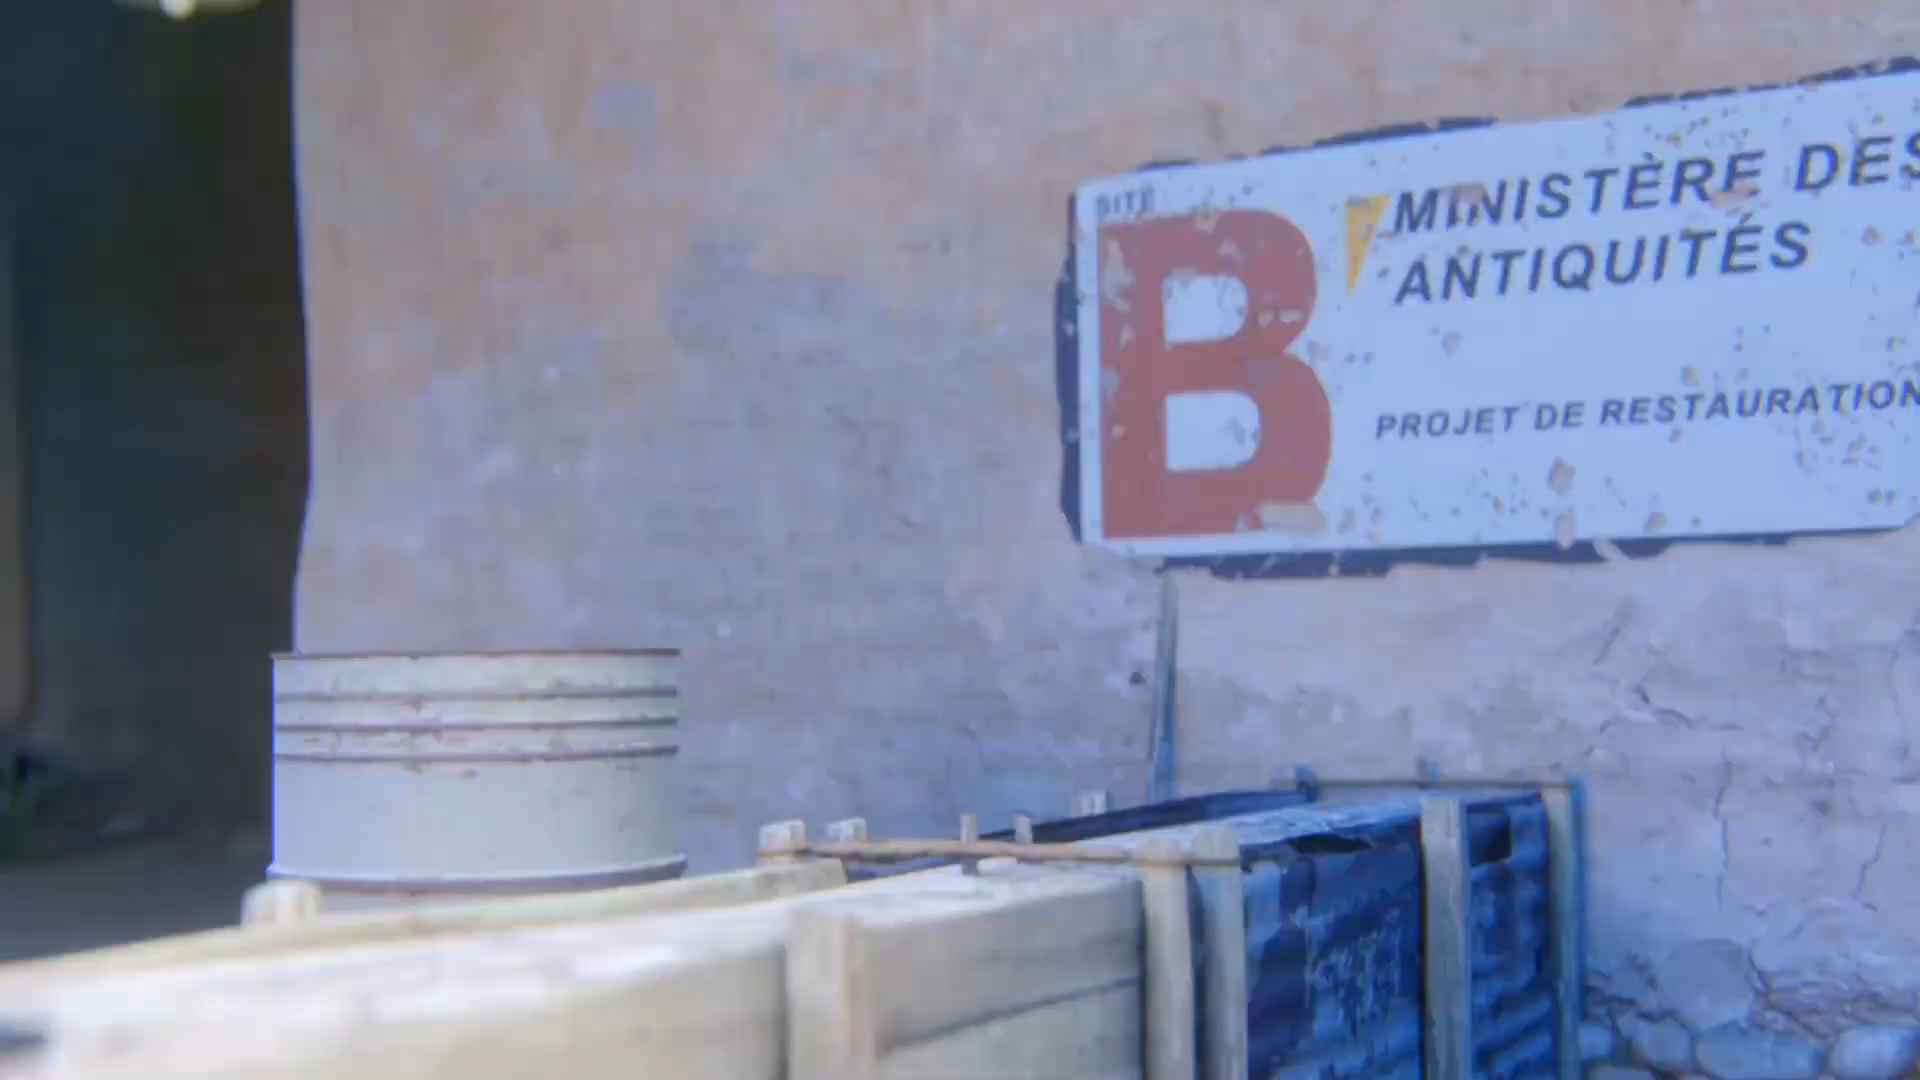 SITE
B
MINISTÈRE DES
ANTIQUITÉS
PROJET DE RESTAURATION